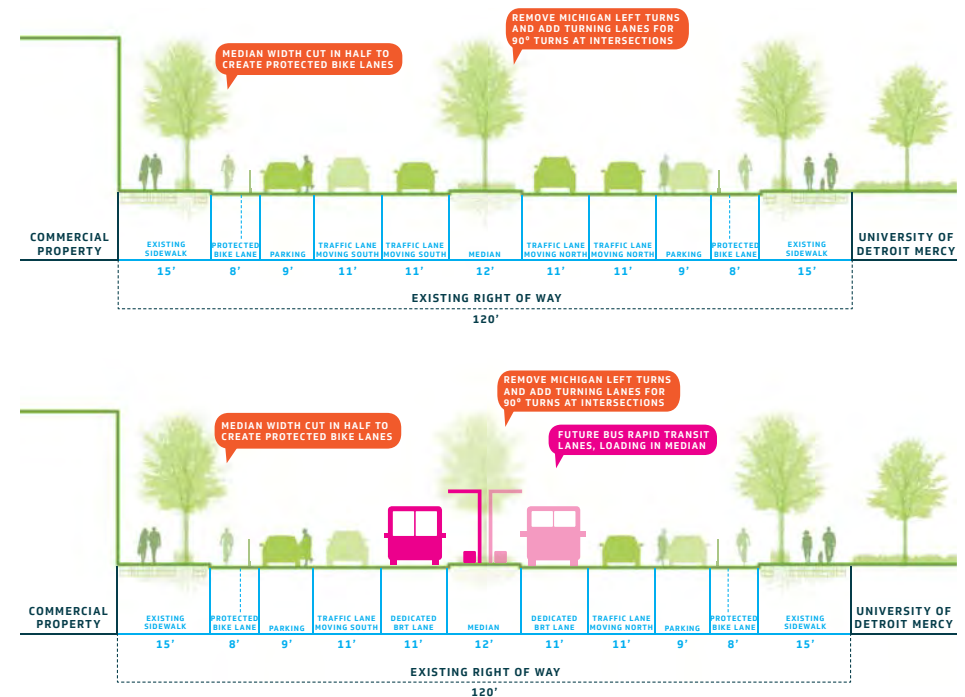 REMOVE MICHIGAN LEFT TURNS
AND ADD TURNING LANES FOR
90° TURNS AT INTERSECTIONS
MEDIAN WIDTH CUT IN HALF TO
CREATE PROTECTED BIKE LANES
COMMERCIAL
PROPERTY
EXISTING
SIDEWALK
PROTECTED
BIKE LANE
PARKING
TRAFFIC LANE
MOVING SOUTH
TRAFFIC LANE
MOVING SOUTH
MEDIAN
TRAFFIC LANE
MOVING NORTH
TRAFFIC LANE
MOVING NORTH
PARKING
PROTECTED
BIKE LANE
EXISTING
SIDEWALK
UNIVERSITY OF
DETROIT MERCY
15' 8' 9' 11' 11' 12' 11' 11' 9' 8' 15'
EXISTING RIGHT OF WAY
120'
REMOVE MICHIGAN LEFT TURNS
AND ADD TURNING LANES FOR
90° TURNS AT INTERSECTIONS
MEDIAN WIDTH CUT IN HALF TO
CREATE PROTECTED BIKE LANES
FUTURE BUS RAPID TRANSIT
LANES, LOADING IN MEDIAN
COMMERCIAL
PROPERTY
EXISTING
SIDEWALK
PROTECTED
BIKE LANE
PARKING
TRAFFIC LANE
MOVING SOUTH
DEDICATED
BRT LANE
MEDIAN
DEDICATED
BRT LANE
TRAFFIC LANE
MOVING NORTH
PARKING
PROTECTED
BIKE LANE
EXISTING
SIDEWALK
UNIVERSITY OF
DETROIT MERCY
15' 8' 9' 11' 11' 12' 11' 11' 9' 8' 15'
EXISTING RIGHT OF WAY
120'